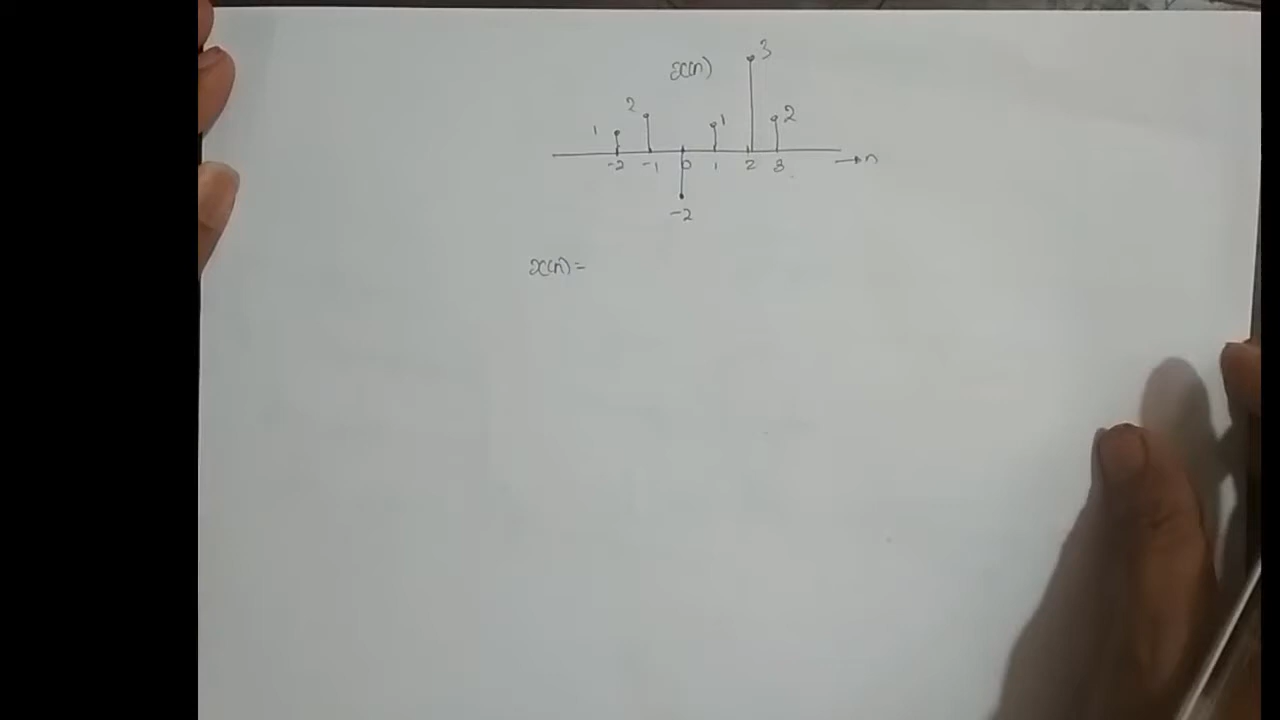 x(n)
3
2
1
1
2
-2 -1 0 1 2 3 → n
-2
x(n) =